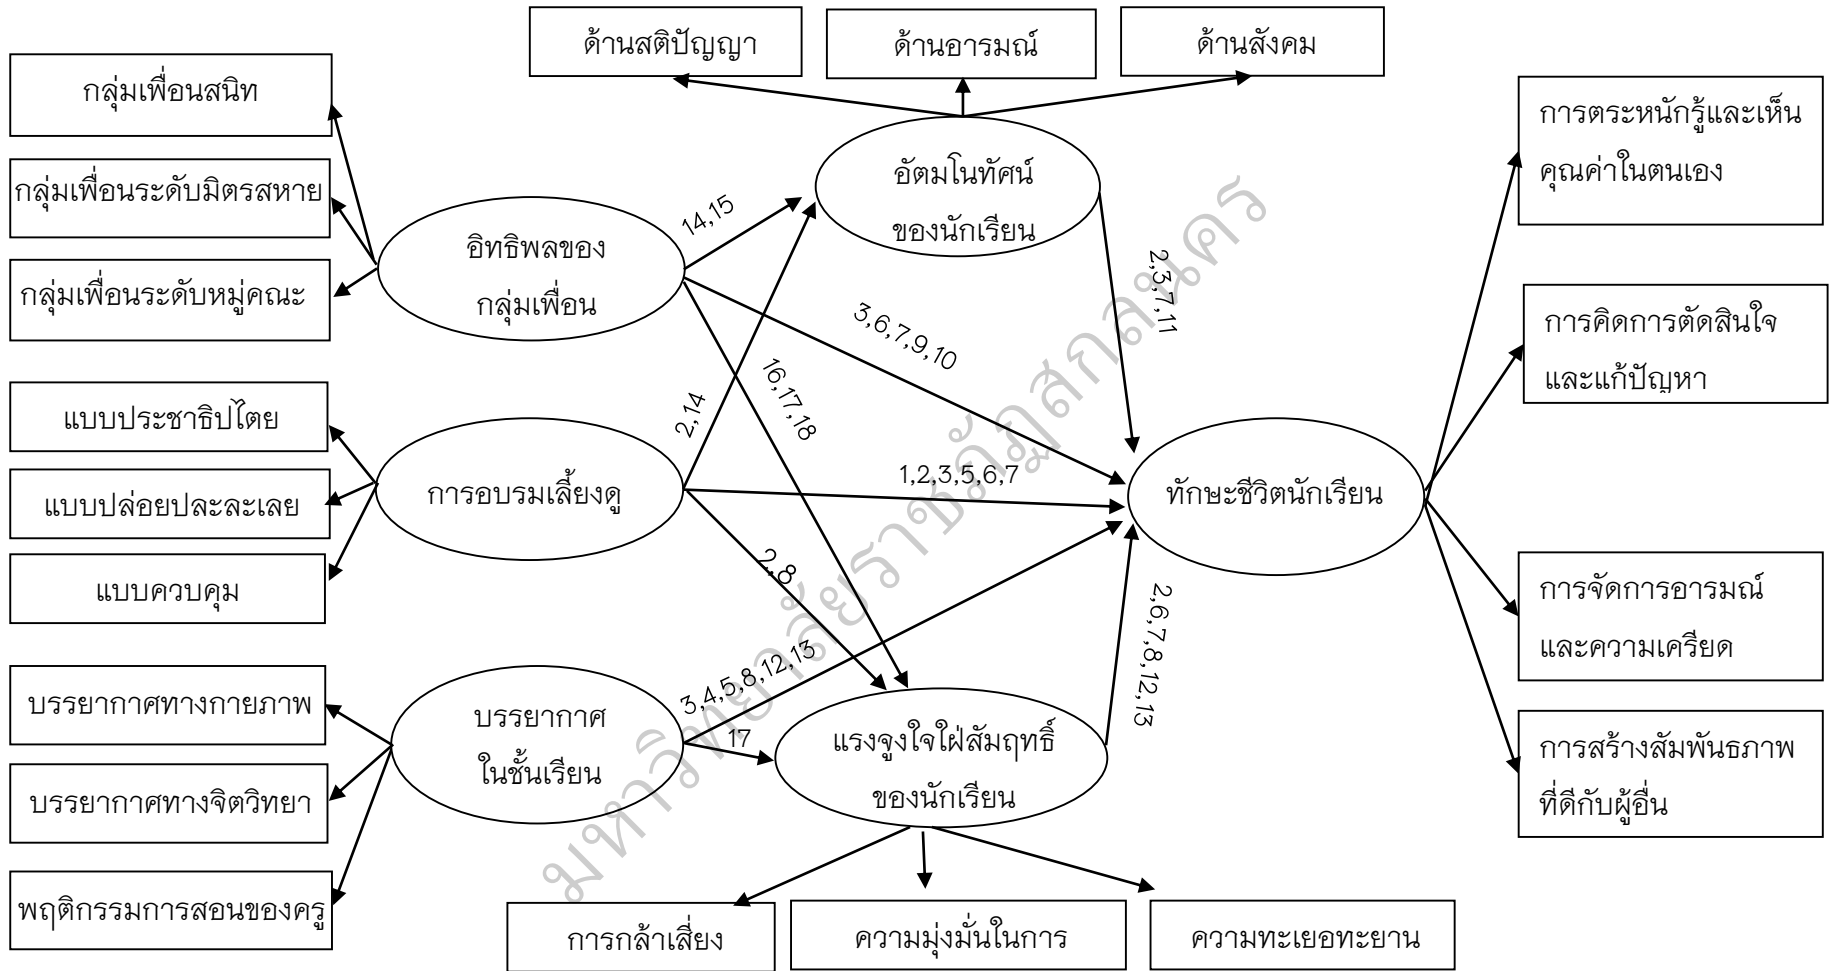 ด้านสติปัญญา
ด้านอารมณ์
ด้านสังคม
กลุ่มเพื่อนสนิท
กลุ่มเพื่อนระดับมิตรสหาย
กลุ่มเพื่อนระดับหมู่คณะ
อิทธิพลของ
กลุ่มเพื่อน
อัตมโนทัศน์
ของนักเรียน
การตระหนักรู้และเห็น
คุณค่าในตนเอง
การคิดการตัดสินใจ
และแก้ปัญหา
14,15
2,3,7,11
3,6,7,9,10
16,17,18
2,14
แบบประชาธิปไตย
แบบปล่อยปละละเลย
แบบควบคุม
การอบรมเลี้ยงดู
1,2,3,5,6,7
ทักษะชีวิตนักเรียน
2,8
2,6,7,8,12,13
3,4,5,8,12,13
17
การจัดการอารมณ์
และความเครียด
การสร้างสัมพันธภาพ
ที่ดีกับผู้อื่น
บรรยากาศทางกายภาพ
บรรยากาศทางจิตวิทยา
พฤติกรรมการสอนของครู
บรรยากาศ
ในชั้นเรียน
แรงจูงใจใฝ่สัมฤทธิ์
ของนักเรียน
การกล้าเสี่ยง
ความมุ่งมั่นในการ
ความทะเยอทะยาน
มหาวิทยาลัยราชภัฏสกลนคร